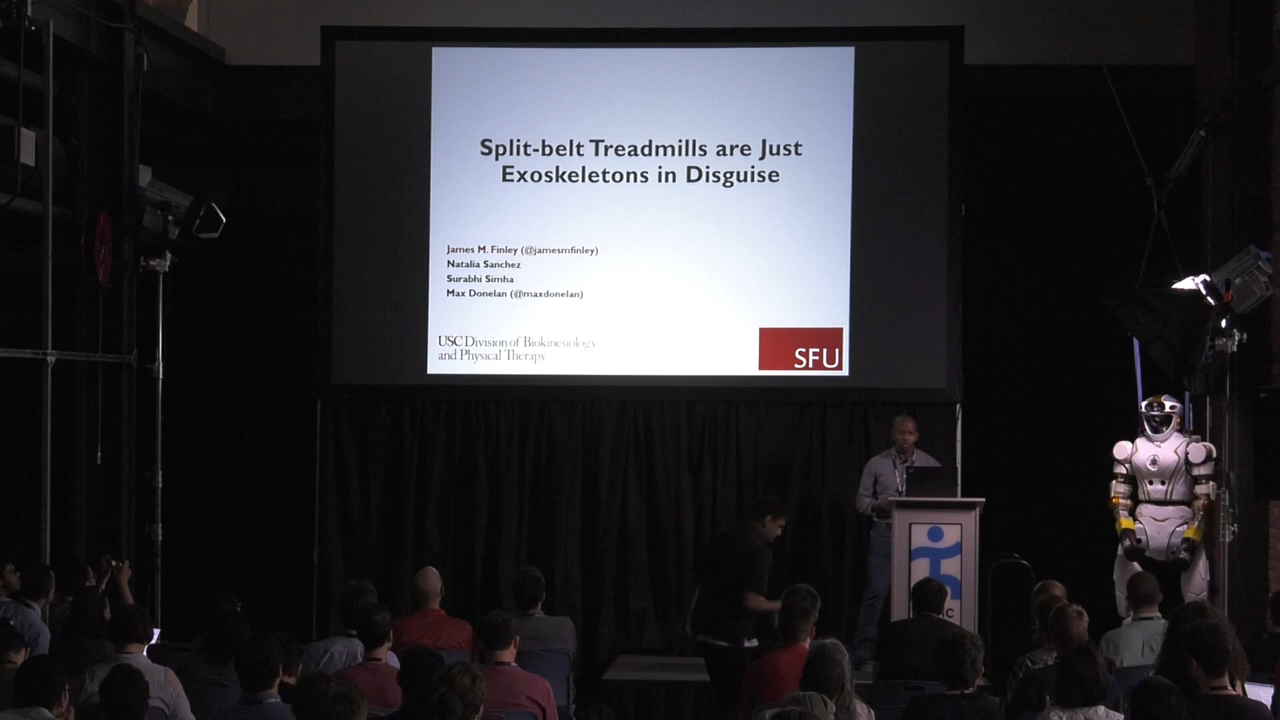 Split-belt Treadmills are Just
Exoskeletons in Disguise
James M. Finley (@jamesmfinley)
Natalia Sanchez
Surabhi Simha
Max Donelan (@maxdonelan)
USC Division of Biokinesiology
and Physical Therapy
SFU